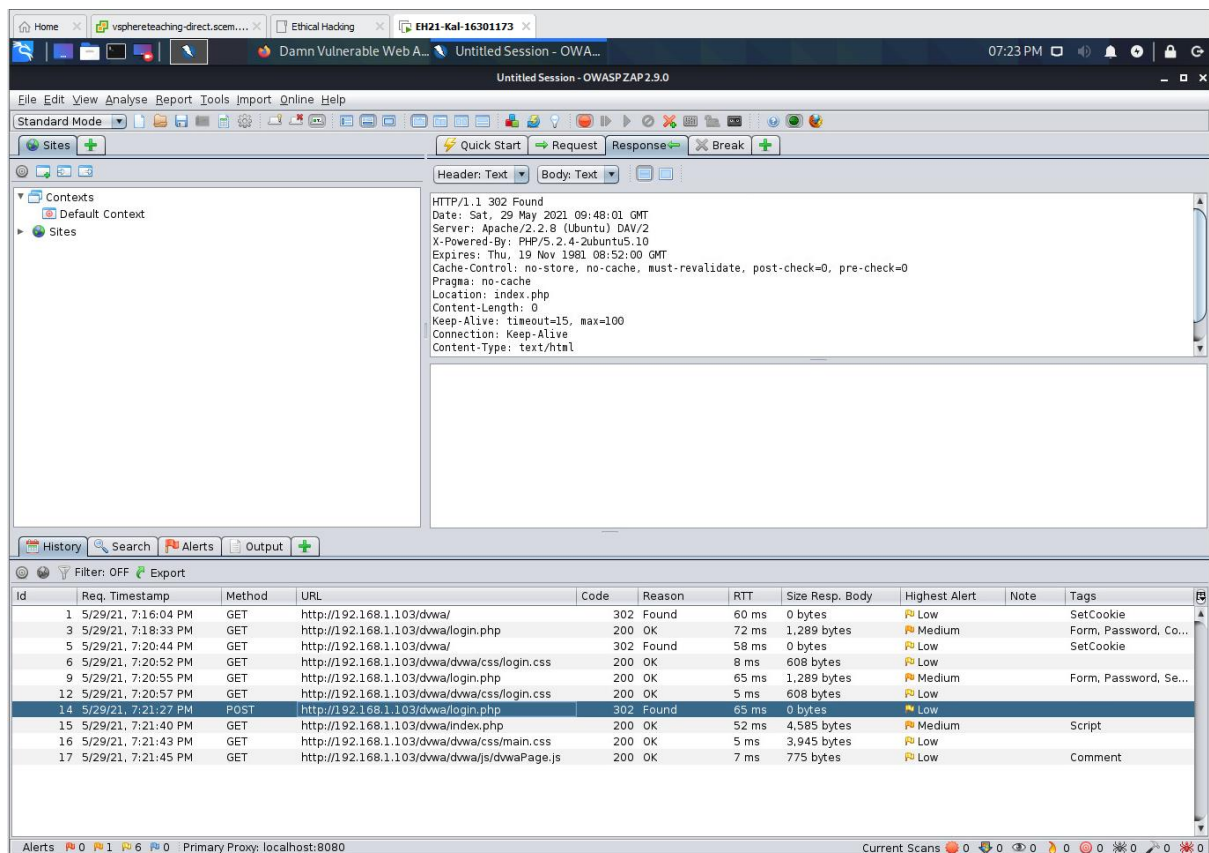 Home vsphereteaching-direct.scem.... Ethical Hacking EH21-Kal-16301173
Damn Vulnerable Web A... Untitled Session - OWA... 07:23 PM
Untitled Session - OWASP ZAP 2.9.0
File Edit View Analyse Report Tools Import Online Help
Standard Mode
Sites Quick Start Request Response Break
Header: Text Body: Text
Contexts
Default Context
Sites
HTTP/1.1 302 Found
Date: Sat, 29 May 2021 09:48:01 GMT
Server: Apache/2.2.8 (Ubuntu) DAV/2
X-Powered-By: PHP/5.2.4-2ubuntu5.10
Expires: Thu, 19 Nov 1981 08:52:00 GMT
Cache-Control: no-store, no-cache, must-revalidate, post-check=0, pre-check=0
Pragma: no-cache
Location: index.php
Content-Length: 0
Keep-Alive: timeout=15, max=100
Connection: Keep-Alive
Content-Type: text/html
History Search Alerts Output
Filter: OFF Export
Id Req. Timestamp Method URL Code Reason RTT Size Resp. Body Highest Alert Note Tags
1 5/29/21, 7:16:04 PM GET http://192.168.1.103/dvwa/ 302 Found 60 ms 0 bytes Low SetCookie
3 5/29/21, 7:18:33 PM GET http://192.168.1.103/dvwa/login.php 200 OK 72 ms 1,289 bytes Medium Form, Password, Co...
5 5/29/21, 7:20:44 PM GET http://192.168.1.103/dvwa/ 302 Found 58 ms 0 bytes Low SetCookie
6 5/29/21, 7:20:52 PM GET http://192.168.1.103/dvwa/dvwa/css/login.css 200 OK 8 ms 608 bytes Low
9 5/29/21, 7:20:55 PM GET http://192.168.1.103/dvwa/login.php 200 OK 65 ms 1,289 bytes Medium Form, Password, Se...
12 5/29/21, 7:20:57 PM GET http://192.168.1.103/dvwa/dvwa/css/login.css 200 OK 5 ms 608 bytes Low
14 5/29/21, 7:21:27 PM POST http://192.168.1.103/dvwa/login.php 302 Found 65 ms 0 bytes Low
15 5/29/21, 7:21:40 PM GET http://192.168.1.103/dvwa/index.php 200 OK 52 ms 4,585 bytes Medium Script
16 5/29/21, 7:21:43 PM GET http://192.168.1.103/dvwa/dvwa/css/main.css 200 OK 5 ms 3,945 bytes Low
17 5/29/21, 7:21:45 PM GET http://192.168.1.103/dvwa/dvwa/js/dvwaPage.js 200 OK 7 ms 775 bytes Low Comment
Alerts 0 1 6 0 Primary Proxy: localhost:8080 Current Scans 0 0 0 0 0 0 0 0